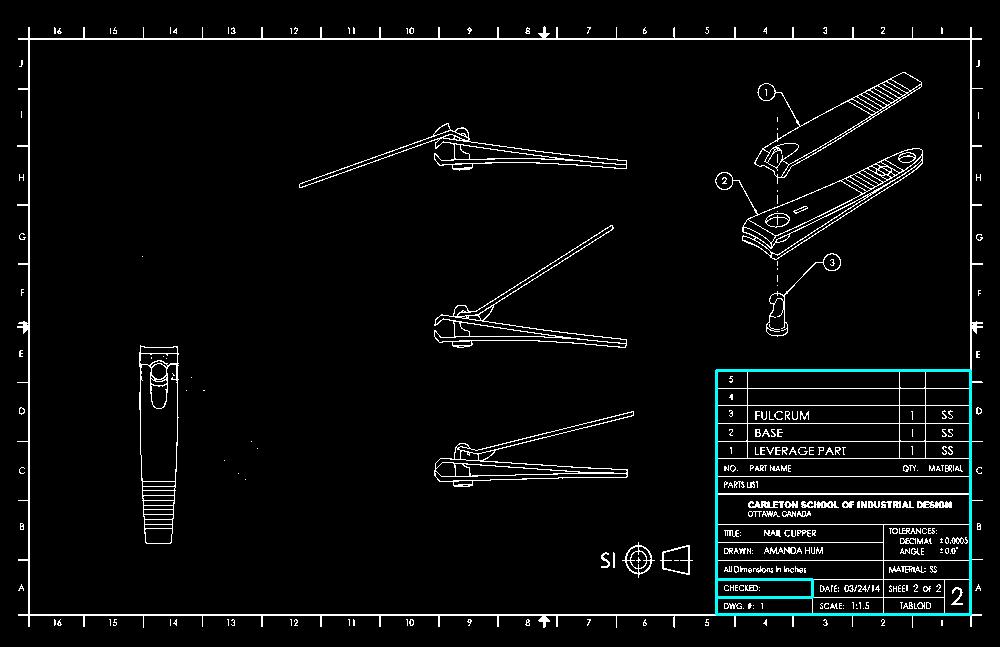 16 15 14 13 12 11 10 9 8 7 6 5 4 3 2 1
J J
I I
H H
G G
F F
E E
D D
C C
B B
A A
1
2
3
5
4
3 FULCRUM 1 SS
2 BASE 1 SS
1 LEVERAGE PART 1 SS
NO. PART NAME QTY. MATERIAL
PARTS LIST
CARLETON SCHOOL OF INDUSTRIAL DESIGN
OTTAWA, CANADA
TITLE: NAIL CLIPPER
TOLERANCES:
DECIMAL ±0.0005
ANGLE ±0.0°
DRAWN: AMANDA HUM
All Dimensions in Inches
MATERIAL: SS
SI
CHECKED:
DATE: 03/24/14
SHEET 2 OF 2
2
DWG. #: 1
SCALE: 1:1.5
TABLOID
16 15 14 13 12 11 10 9 8 7 6 5 4 3 2 1